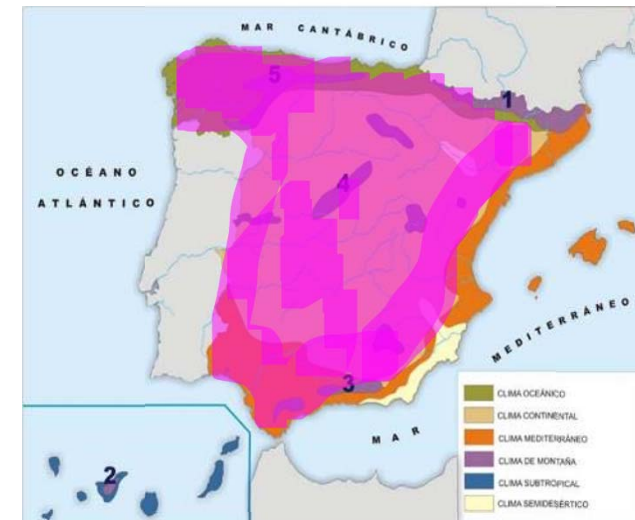 MAR CANTÁBRICO
5
1
OCÉANO
ATLÁNTICO
4
MEDITERRÁNEO
3
MAR
2
CLIMA OCEÁNICO
CLIMA CONTINENTAL
CLIMA MEDITERRÁNEO
CLIMA DE MONTAÑA
CLIMA SUBTROPICAL
CLIMA SEMIDESÉRTICO